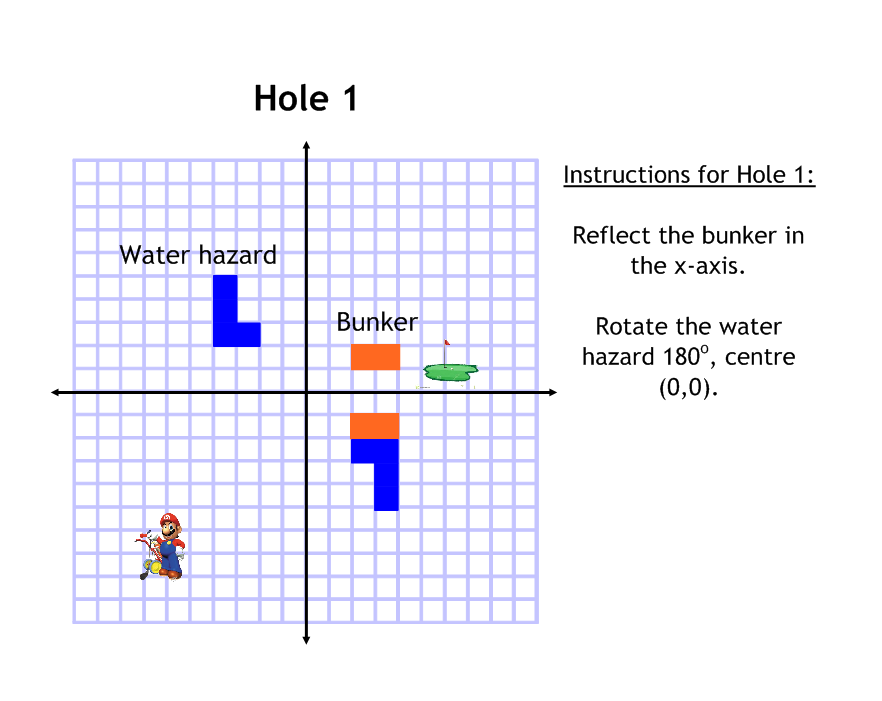 Hole 1
Instructions for Hole 1:
Reflect the bunker in
the x-axis.
Rotate the water
hazard 180º, centre
(0,0).
Water hazard
Bunker